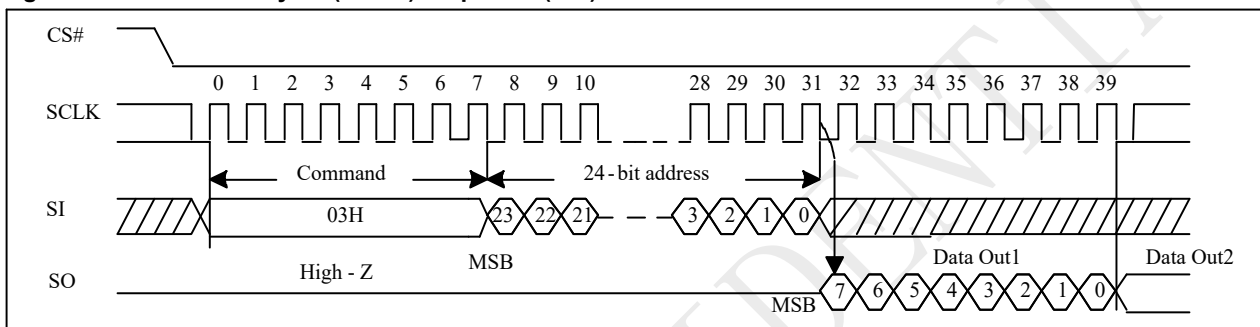 CS#
0 1 2 3 4 5 6 7 8 9 10 28 29 30 31 32 33 34 35 36 37 38 39
SCLK
Command 24-bit address
SI 03H 23 22 21 3 2 1 0
High - Z MSB Data Out1 Data Out2
SO MSB 7 6 5 4 3 2 1 0